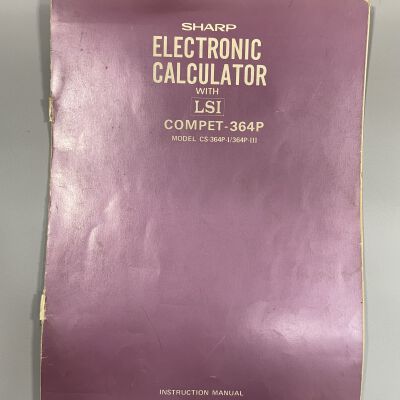 SHARP
ELECTRONIC
CALCULATOR
WITH
LSI
COMPET-364P
MODEL CS-364P-I/364P-III
INSTRUCTION MANUAL